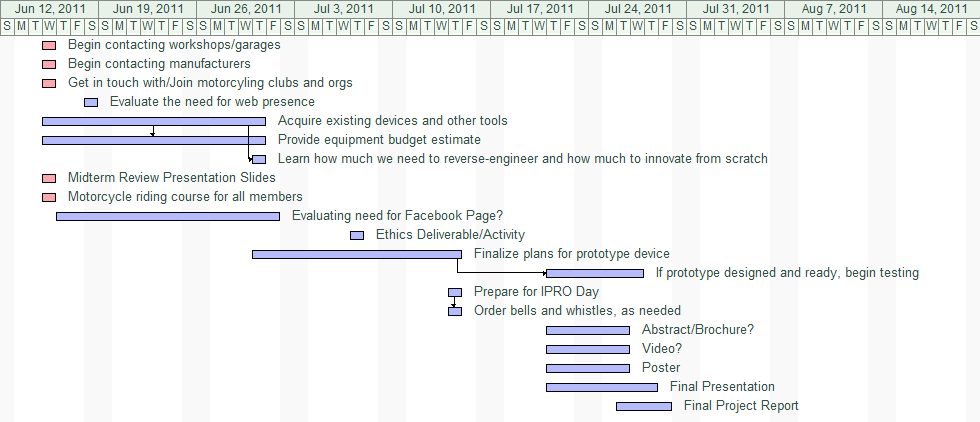 Jun 12, 2011 Jun 19, 2011 Jun 26, 2011 Jul 3, 2011 Jul 10, 2011 Jul 17, 2011 Jul 24, 2011 Jul 31, 2011 Aug 7, 2011 Aug 14, 2011
S M T W T F S S M T W T F S S M T W T F S S M T W T F S S M T W T F S S M T W T F S S M T W T F S S M T W T F S S M T W T F S S M T W T F S
Begin contacting workshops/garages
Begin contacting manufacturers
Get in touch with/Join motorcyling clubs and orgs
Evaluate the need for web presence
Acquire existing devices and other tools
Provide equipment budget estimate
Learn how much we need to reverse-engineer and how much to innovate from scratch
Midterm Review Presentation Slides
Motorcycle riding course for all members
Evaluating need for Facebook Page?
Ethics Deliverable/Activity
Finalize plans for prototype device
If prototype designed and ready, begin testing
Prepare for IPRO Day
Order bells and whistles, as needed
Abstract/Brochure?
Video?
Poster
Final Presentation
Final Project Report